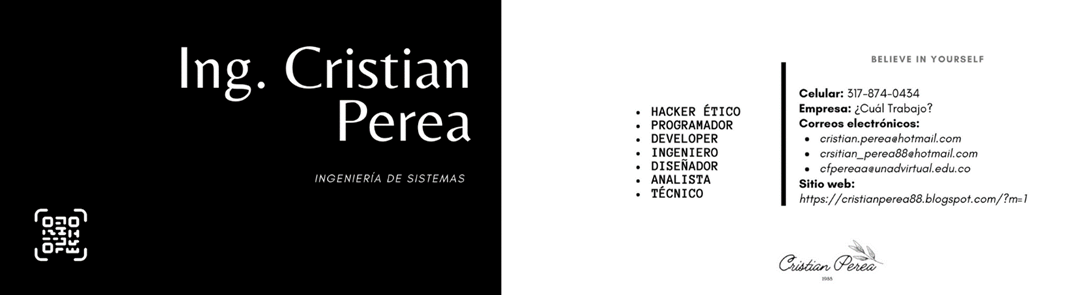 Ing. Cristian
Perea
INGENIERÍA DE SISTEMAS
HACKER ÉTICO
PROGRAMADOR
DEVELOPER
INGENIERO
DISEÑADOR
ANALISTA
TÉCNICO
BELIEVE IN YOURSELF
Celular: 317-874-0434
Empresa: ¿Cuál Trabajo?
Correos electrónicos:
cristian.perea@hotmail.com
crsitian_perea88@hotmail.com
cfpereaa@unadvirtual.edu.co
Sitio web:
https://cristianperea88.blogspot.com/?m=1
Cristian Perea